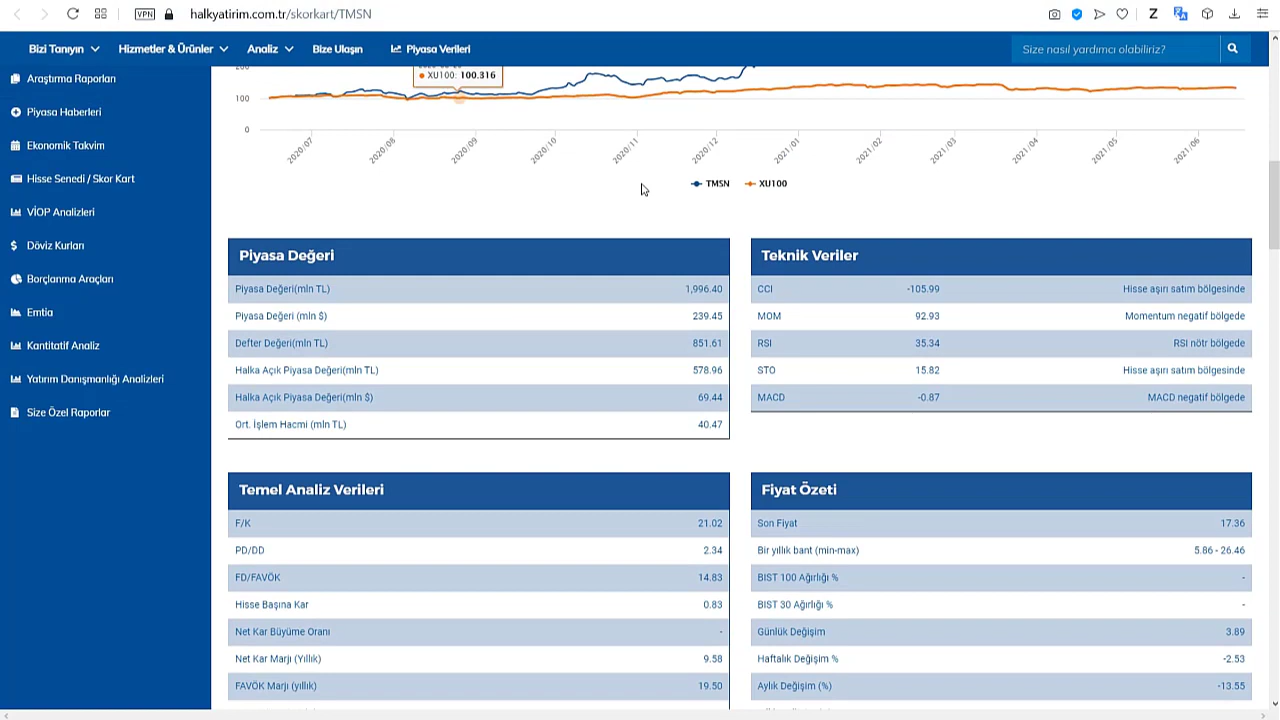 VPN halkyatirim.com.tr/skorkart/TMSN Z
Bizi Tanıyın Hizmetler & Ürünler Analiz Bize Ulaşın Piyasa Verileri Size nasıl yardımcı olabiliriz?
Araştırma Raporları
Piyasa Haberleri
Ekonomik Takvim
Hisse Senedi / Skor Kart
VİOP Analizleri
Döviz Kurları
Borçlanma Araçları
Emtia
Kantitatif Analiz
Yatırım Danışmanlığı Analizleri
Size Özel Raporlar
200
XU100: 100.316
100
0
2020/07 2020/08 2020/09 2020/10 2020/11 2020/12 2021/01 2021/02 2021/03 2021/04 2021/05 2021/06
TMSN XU100
Piyasa Değeri
Piyasa Değeri(mln TL) 1,996.40
Piyasa Değeri (mln $) 239.45
Defter Değeri(mln TL) 851.61
Halka Açık Piyasa Değeri(mln TL) 578.96
Halka Açık Piyasa Değeri(mln $) 69.44
Ort. İşlem Hacmi (mln TL) 40.47
Teknik Veriler
CCI -105.99 Hisse aşırı satım bölgesinde
MOM 92.93 Momentum negatif bölgede
RSI 35.34 RSI nötr bölgede
STO 15.82 Hisse aşırı satım bölgesinde
MACD -0.87 MACD negatif bölgede
Temel Analiz Verileri
F/K 21.02
PD/DD 2.34
FD/FAVÖK 14.83
Hisse Başına Kar 0.83
Net Kar Büyüme Oranı -
Net Kar Marjı (Yıllık) 9.58
FAVÖK Marjı (yıllık) 19.50
Fiyat Özeti
Son Fiyat 17.36
Bir yıllık bant (min-max) 5.86 - 26.46
BIST 100 Ağırlığı % -
BIST 30 Ağırlığı % -
Günlük Değişim 3.89
Haftalık Değişim % -2.53
Aylık Değişim (%) -13.55